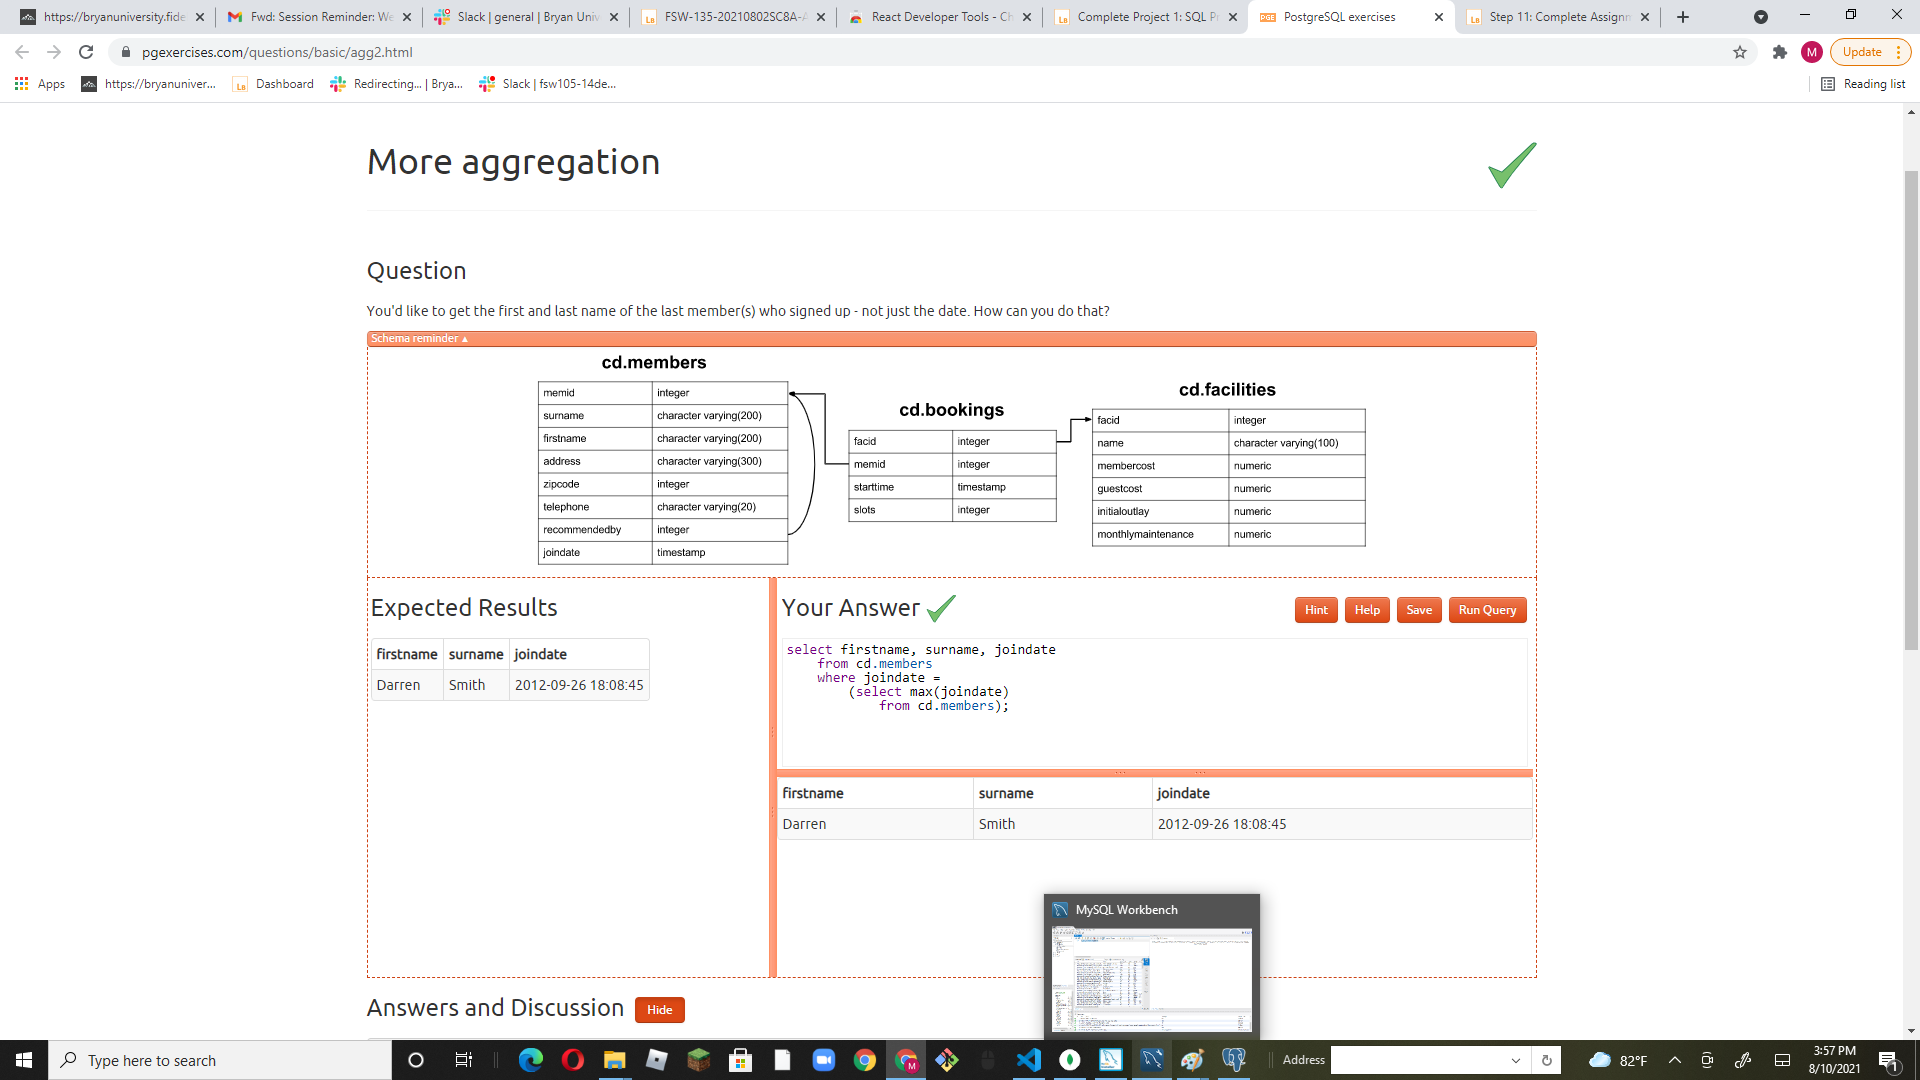 https://bryanuniversity.fide
Fwd: Session Reminder: We
Slack | general | Bryan Univ
FSW-135-20210802SC8A-A
React Developer Tools - Ch
Complete Project 1: SQL Pr
PostgreSQL exercises
Step 11: Complete Assignm
pgexercises.com/questions/basic/agg2.html
M
Update
Apps
https://bryanuniver...
Dashboard
Redirecting... | Brya...
Slack | fsw105-14de...
Reading list
More aggregation
Question
You'd like to get the first and last name of the last member(s) who signed up - not just the date. How can you do that?
Schema reminder ▴
cd.members
memid integer
surname character varying(200)
firstname character varying(200)
address character varying(300)
zipcode integer
telephone character varying(20)
recommendedby integer
joindate timestamp
cd.bookings
facid integer
memid integer
starttime timestamp
slots integer
cd.facilities
facid integer
name character varying(100)
membercost numeric
guestcost numeric
initialoutlay numeric
monthlymaintenance numeric
Expected Results
firstname surname joindate
Darren Smith 2012-09-26 18:08:45
Your Answer
Hint Help Save Run Query
select firstname, surname, joindate
from cd.members
where joindate =
(select max(joindate)
from cd.members);
firstname surname joindate
Darren Smith 2012-09-26 18:08:45
MySQL Workbench
Answers and Discussion
Hide
Type here to search
Address
82°F
3:57 PM
8/10/2021
1